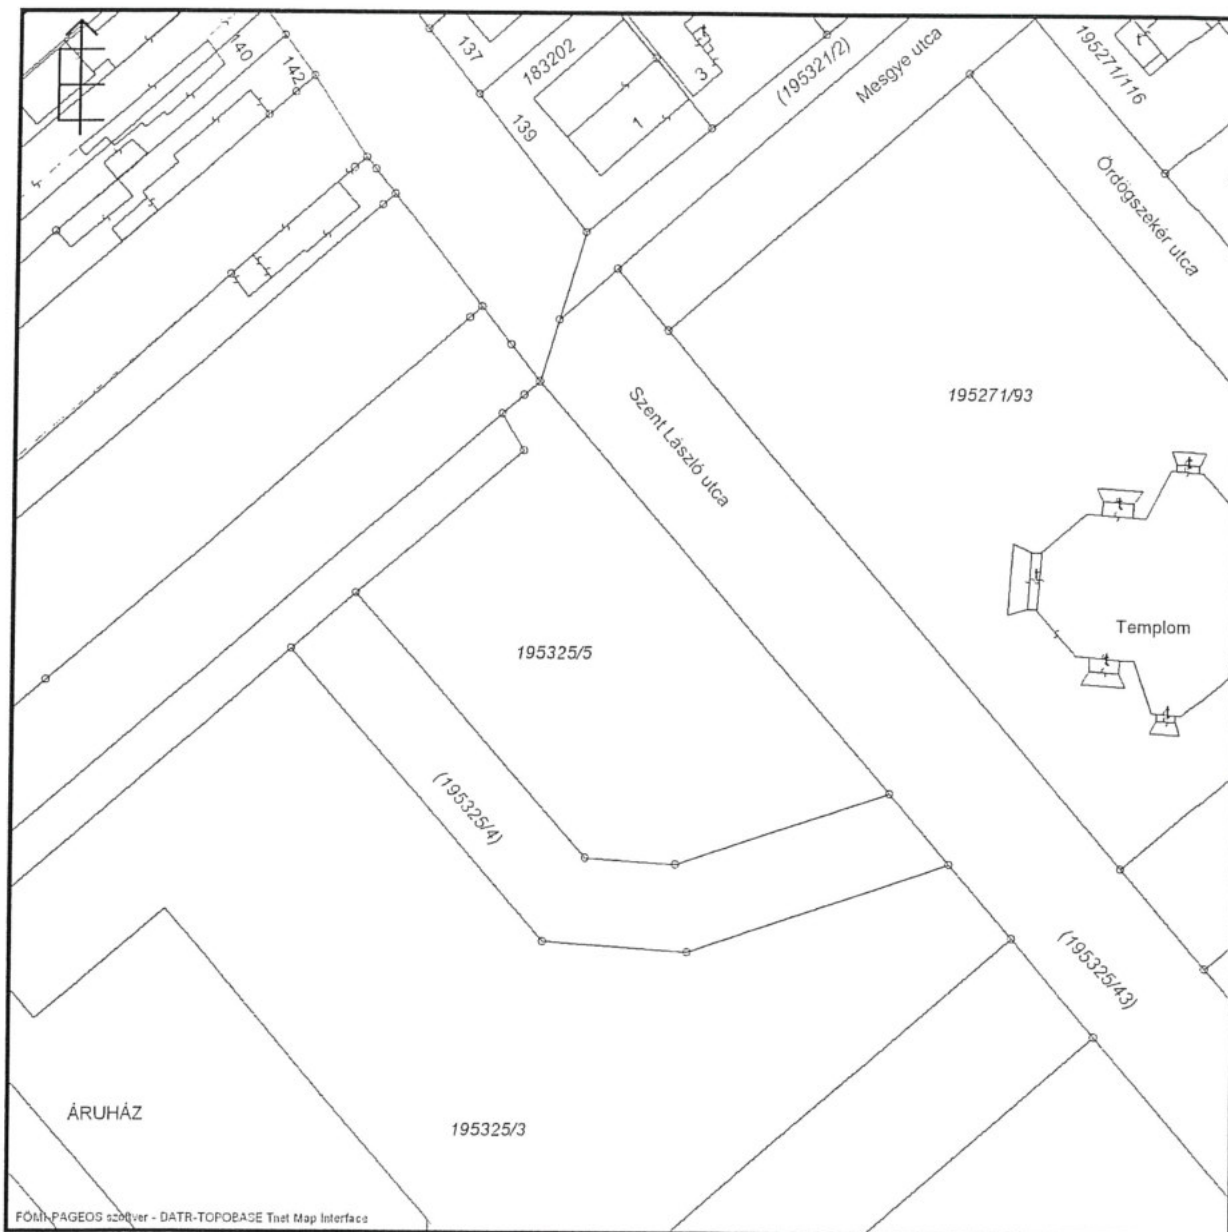 140
142
137
183202
139
1
3
(195321/2)
Mesgye utca
195271/116
Ördögszekér utca
Szent László utca
195271/93
Templom
195325/5
(195325/4)
(195325/43)
ÁRUHÁZ
195325/3
FÖMI-PAGEOS szoftver - DATR-TOPOBASE Tnet Map Interface